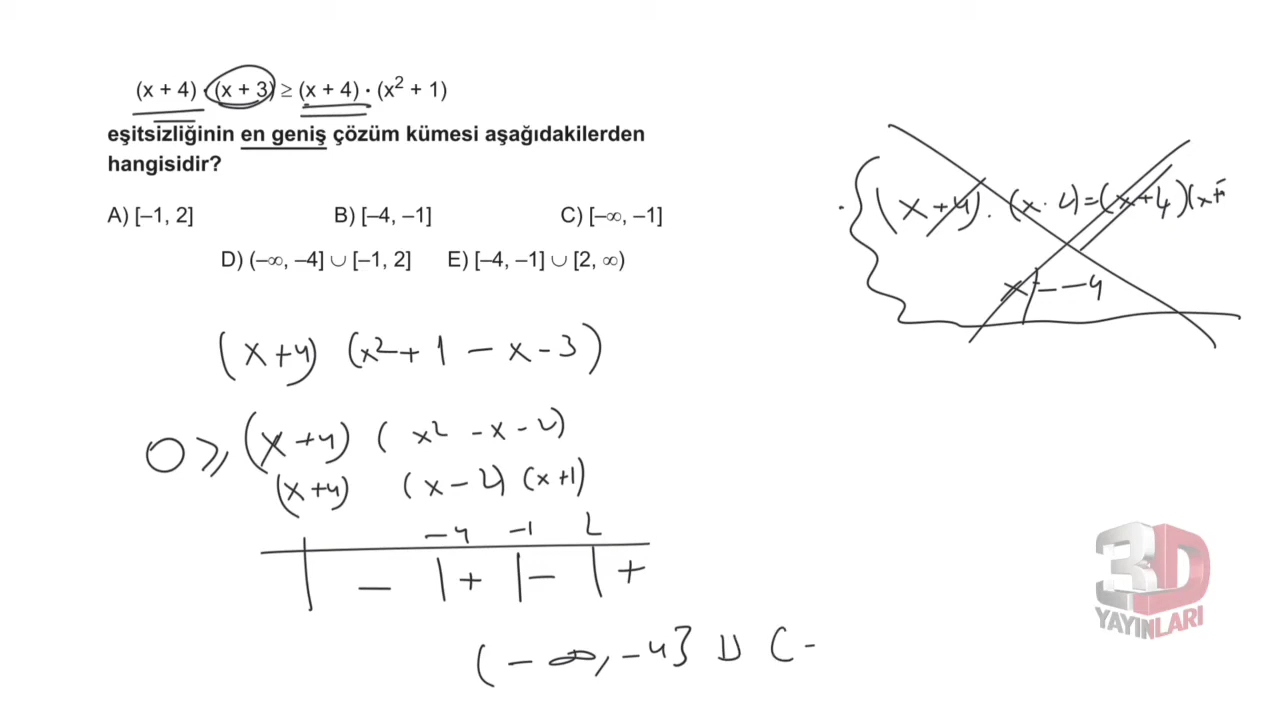 (x + 4) · (x + 3) ≥ (x + 4) · (x² + 1)
eşitsizliğinin en geniş çözüm kümesi aşağıdakilerden
hangisidir?
A) [–1, 2] B) [–4, –1] C) [–∞, –1]
D) (–∞, –4] ∪ [–1, 2] E) [–4, –1] ∪ [2, ∞)
(x+4) · (x · 4) = (x+4)(x+
x = –4
(x+4) (x²+ 1 – x – 3)
0 ≥ (x+4) ( x² – x – 2)
(x+4) (x – 2) (x+1)
–4 –1 2
– + – +
(– ∞, –4] ∪ (–
3D
YAYINLARI